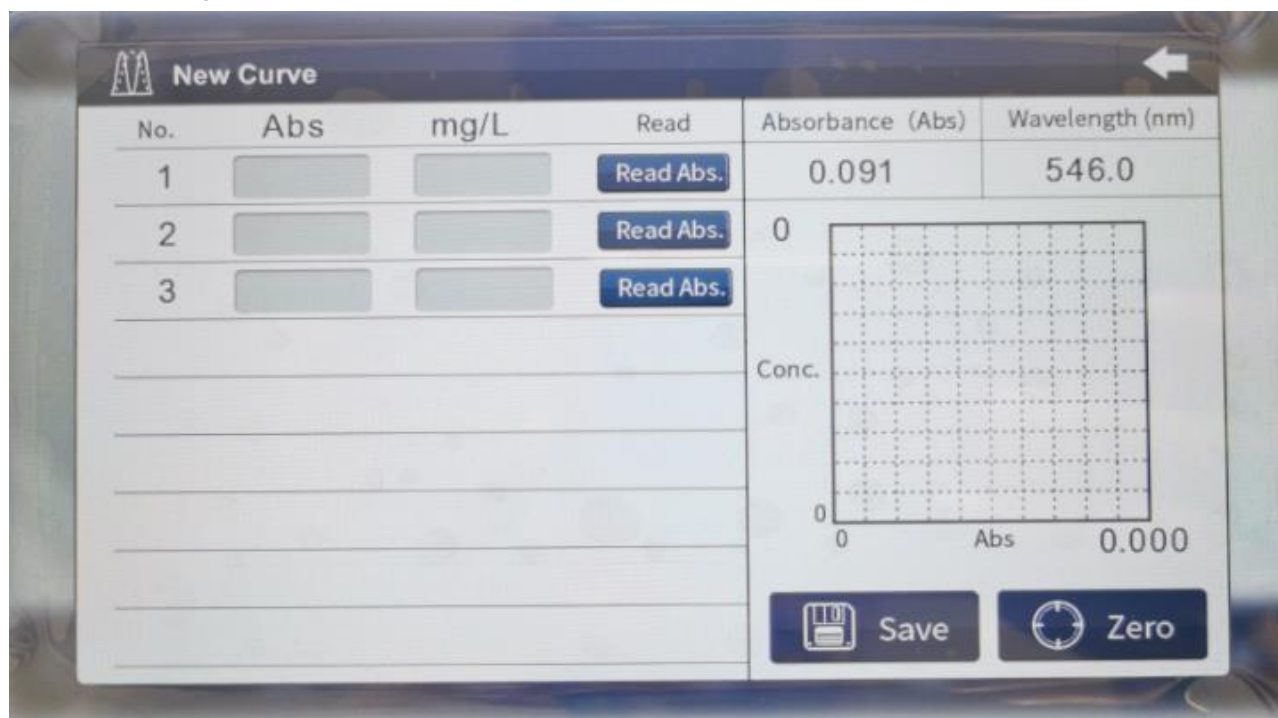 New Curve
No. Abs mg/L Read
1 Read Abs.
2 Read Abs.
3 Read Abs.
Absorbance (Abs) Wavelength (nm)
0.091 546.0
0
Conc.
0
0 Abs 0.000
Save Zero